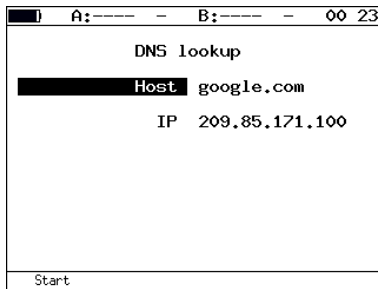 A:---- – B:---- – 00 23
DNS lookup
Host google.com
IP 209.85.171.100
Start